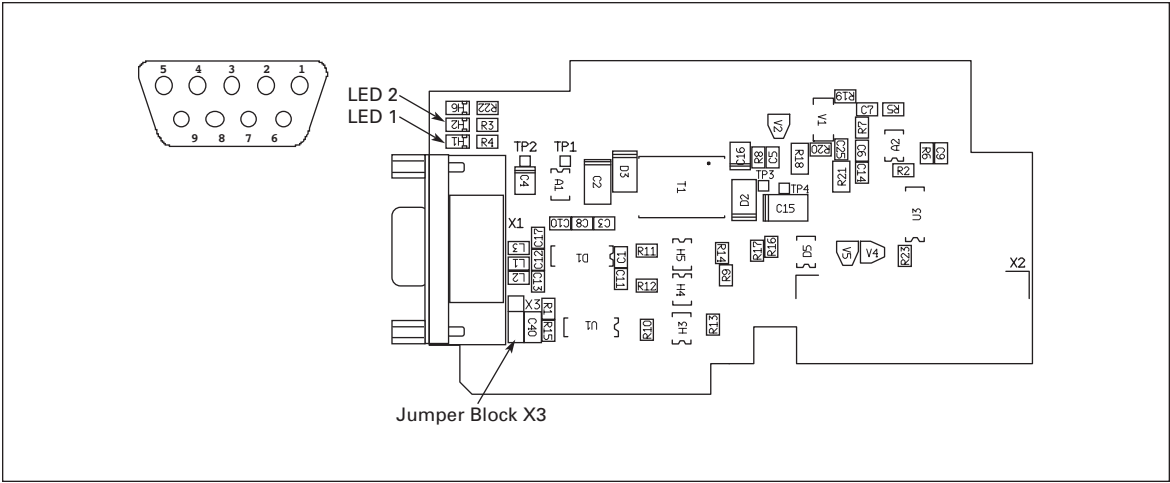 5 4 3 2 1
9 8 7 6
LED 2
LED 1
H6 R22
H2 R3
H1 R4
TP2 TP1
C4
A1
C2
D3
T1
C16
R8
C5
V2
TP3
TP4
D2
C15
R18
V1
R19
R20
C25
R21
C7
R5
R7
C6
C14
A2
R2
R6
C9
U3
X1
C10 C8 C3
L3
L1
L2
C17
C12
C13
D1
C1
C11
R11
R12
H5
H4
H3
R14
R9
R17
R16
D5
V5
V4
R23
X2
X3
C40
R1
R15
U1
R10
R13
Jumper Block X3